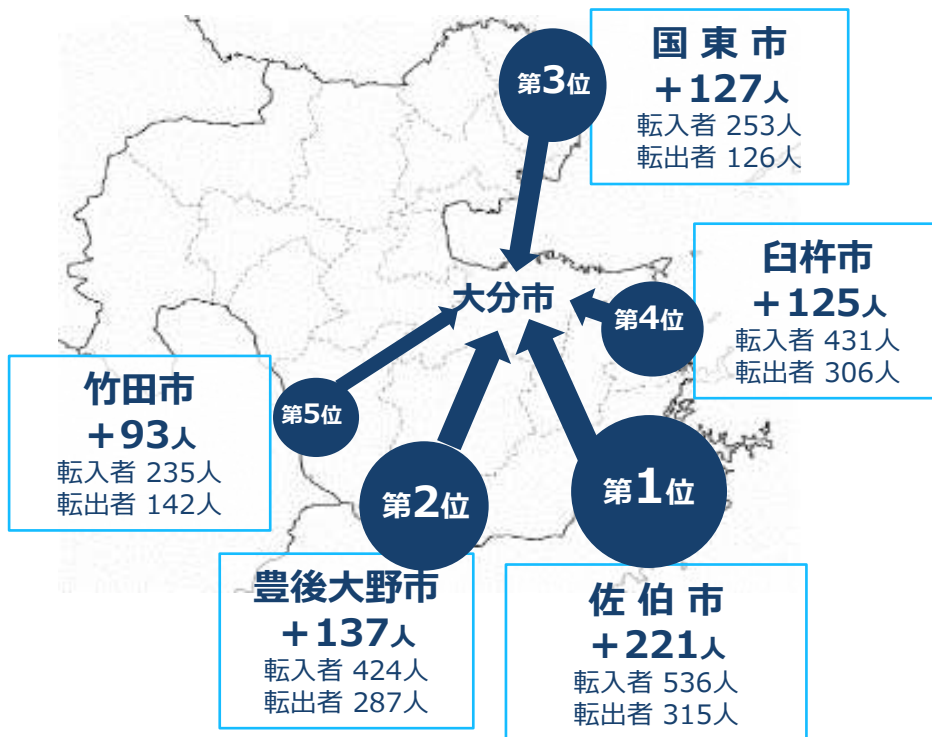 第3位
国東市
+127人
転入者 253人
転出者 126人
大分市
第4位
臼杵市
+125人
転入者 431人
転出者 306人
竹田市
+93人
転入者 235人
転出者 142人
第5位
第2位
豊後大野市
+137人
転入者 424人
転出者 287人
第1位
佐伯市
+221人
転入者 536人
転出者 315人